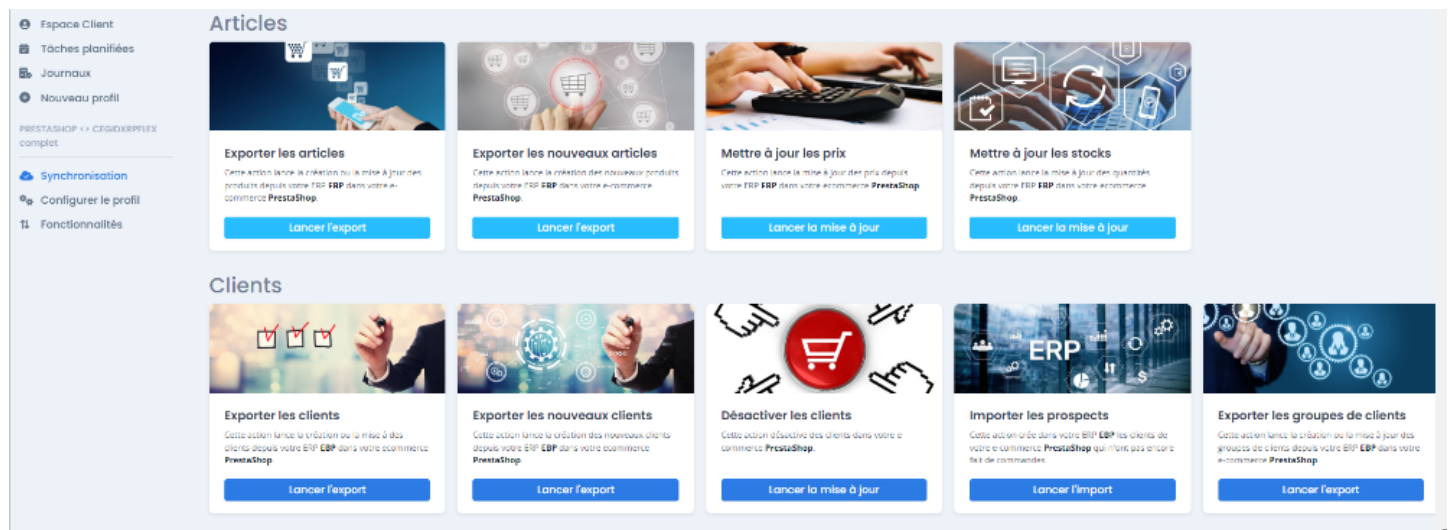 Espace Client
Tâches planifiées
Journaux
Nouveau profil
PRESTASHOP <> CEGIDXRPFLEX
complet
Synchronisation
Configurer le profil
Fonctionnalités
Articles
Exporter les articles
Cette action lance la création ou la mise à jour des
produits depuis votre ERP EBP dans votre e-
commerce PrestaShop.
Lancer l'export
Exporter les nouveaux articles
Cette action lance la création des nouveaux produits
depuis votre ERP EBP dans votre e-commerce
PrestaShop.
Lancer l'export
Mettre à jour les prix
Cette action lance la mise à jour des prix depuis
votre ERP EBP dans votre ecommerce PrestaShop.
Lancer la mise à jour
Mettre à jour les stocks
Cette action lance la mise à jour des quantités
depuis votre ERP EBP dans votre ecommerce
PrestaShop.
Lancer la mise à jour
Clients
Exporter les clients
Cette action lance la création ou la mise à des
clients depuis votre ERP EBP dans votre ecommerce
PrestaShop.
Lancer l'export
Exporter les nouveaux clients
Cette action lance la création des nouveaux clients
depuis votre ERP EBP dans votre ecommerce
PrestaShop.
Lancer l'export
Désactiver les clients
Cette action désactive des clients dans votre e-
commerce PrestaShop.
Lancer la mise à jour
ERP
Importer les prospects
Cette action crée dans votre ERP EBP les clients de
votre e-commerce PrestaShop qui n'ont pas encore
fait de commandes.
Lancer l'import
Exporter les groupes de clients
Cette action lance la création ou la mise à jour des
groupes de clients depuis votre ERP EBP dans votre
e-commerce PrestaShop.
Lancer l'export